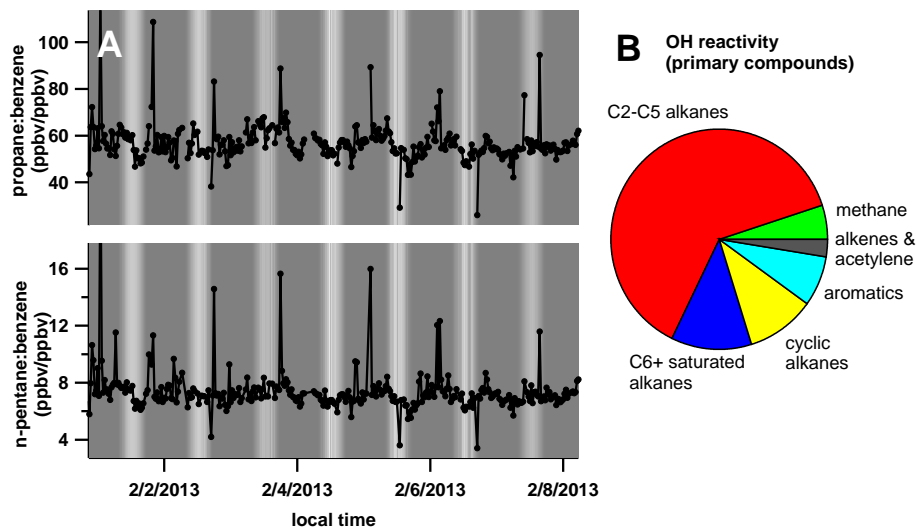 A
propane:benzene
(ppbv/ppbv)
100
80
60
40
n-pentane:benzene
(ppbv/ppbv)
16
12
8
4
2/2/2013
2/4/2013
2/6/2013
2/8/2013
local time
B
OH reactivity
(primary compounds)
C2-C5 alkanes
methane
alkenes &
acetylene
aromatics
cyclic
alkanes
C6+ saturated
alkanes